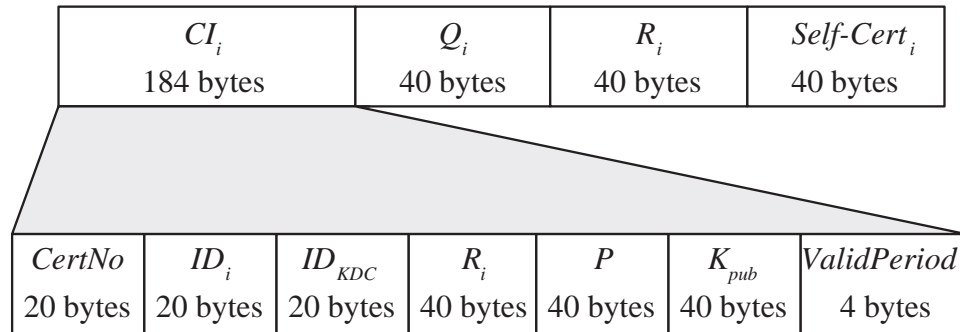 CI_i Q_i R_i Self-Cert_i
184 bytes 40 bytes 40 bytes 40 bytes
CertNo ID_i ID_KDC R_i P K_pub ValidPeriod
20 bytes 20 bytes 20 bytes 40 bytes 40 bytes 40 bytes 4 bytes